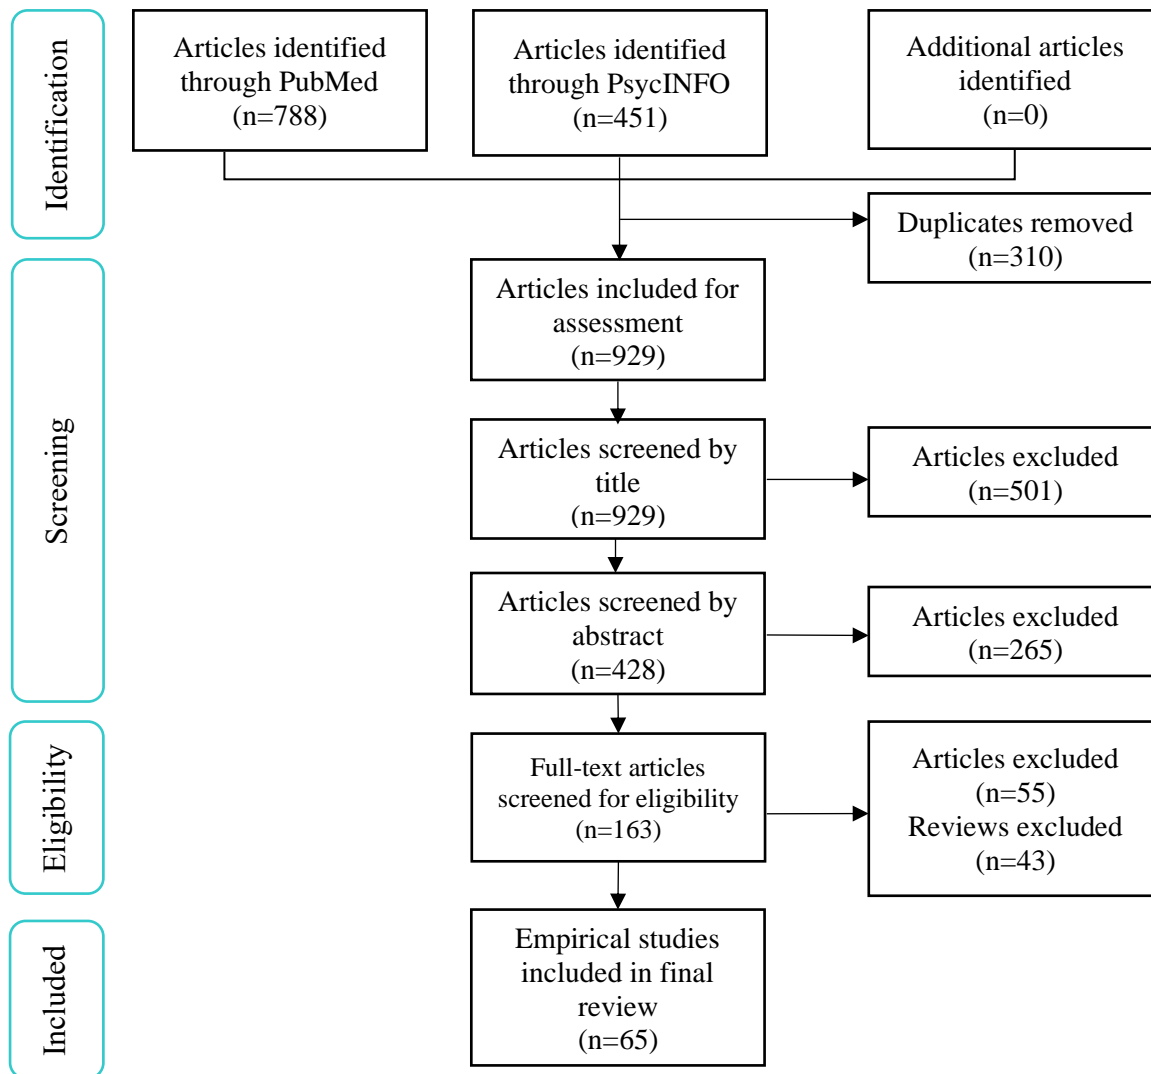 Identification
Articles identified
through PubMed
(n=788)
Articles identified
through PsycINFO
(n=451)
Additional articles
identified
(n=0)
Duplicates removed
(n=310)
Screening
Articles included for
assessment
(n=929)
Articles screened by
title
(n=929)
Articles excluded
(n=501)
Articles screened by
abstract
(n=428)
Articles excluded
(n=265)
Eligibility
Full-text articles
screened for eligibility
(n=163)
Articles excluded
(n=55)
Reviews excluded
(n=43)
Included
Empirical studies
included in final
review
(n=65)